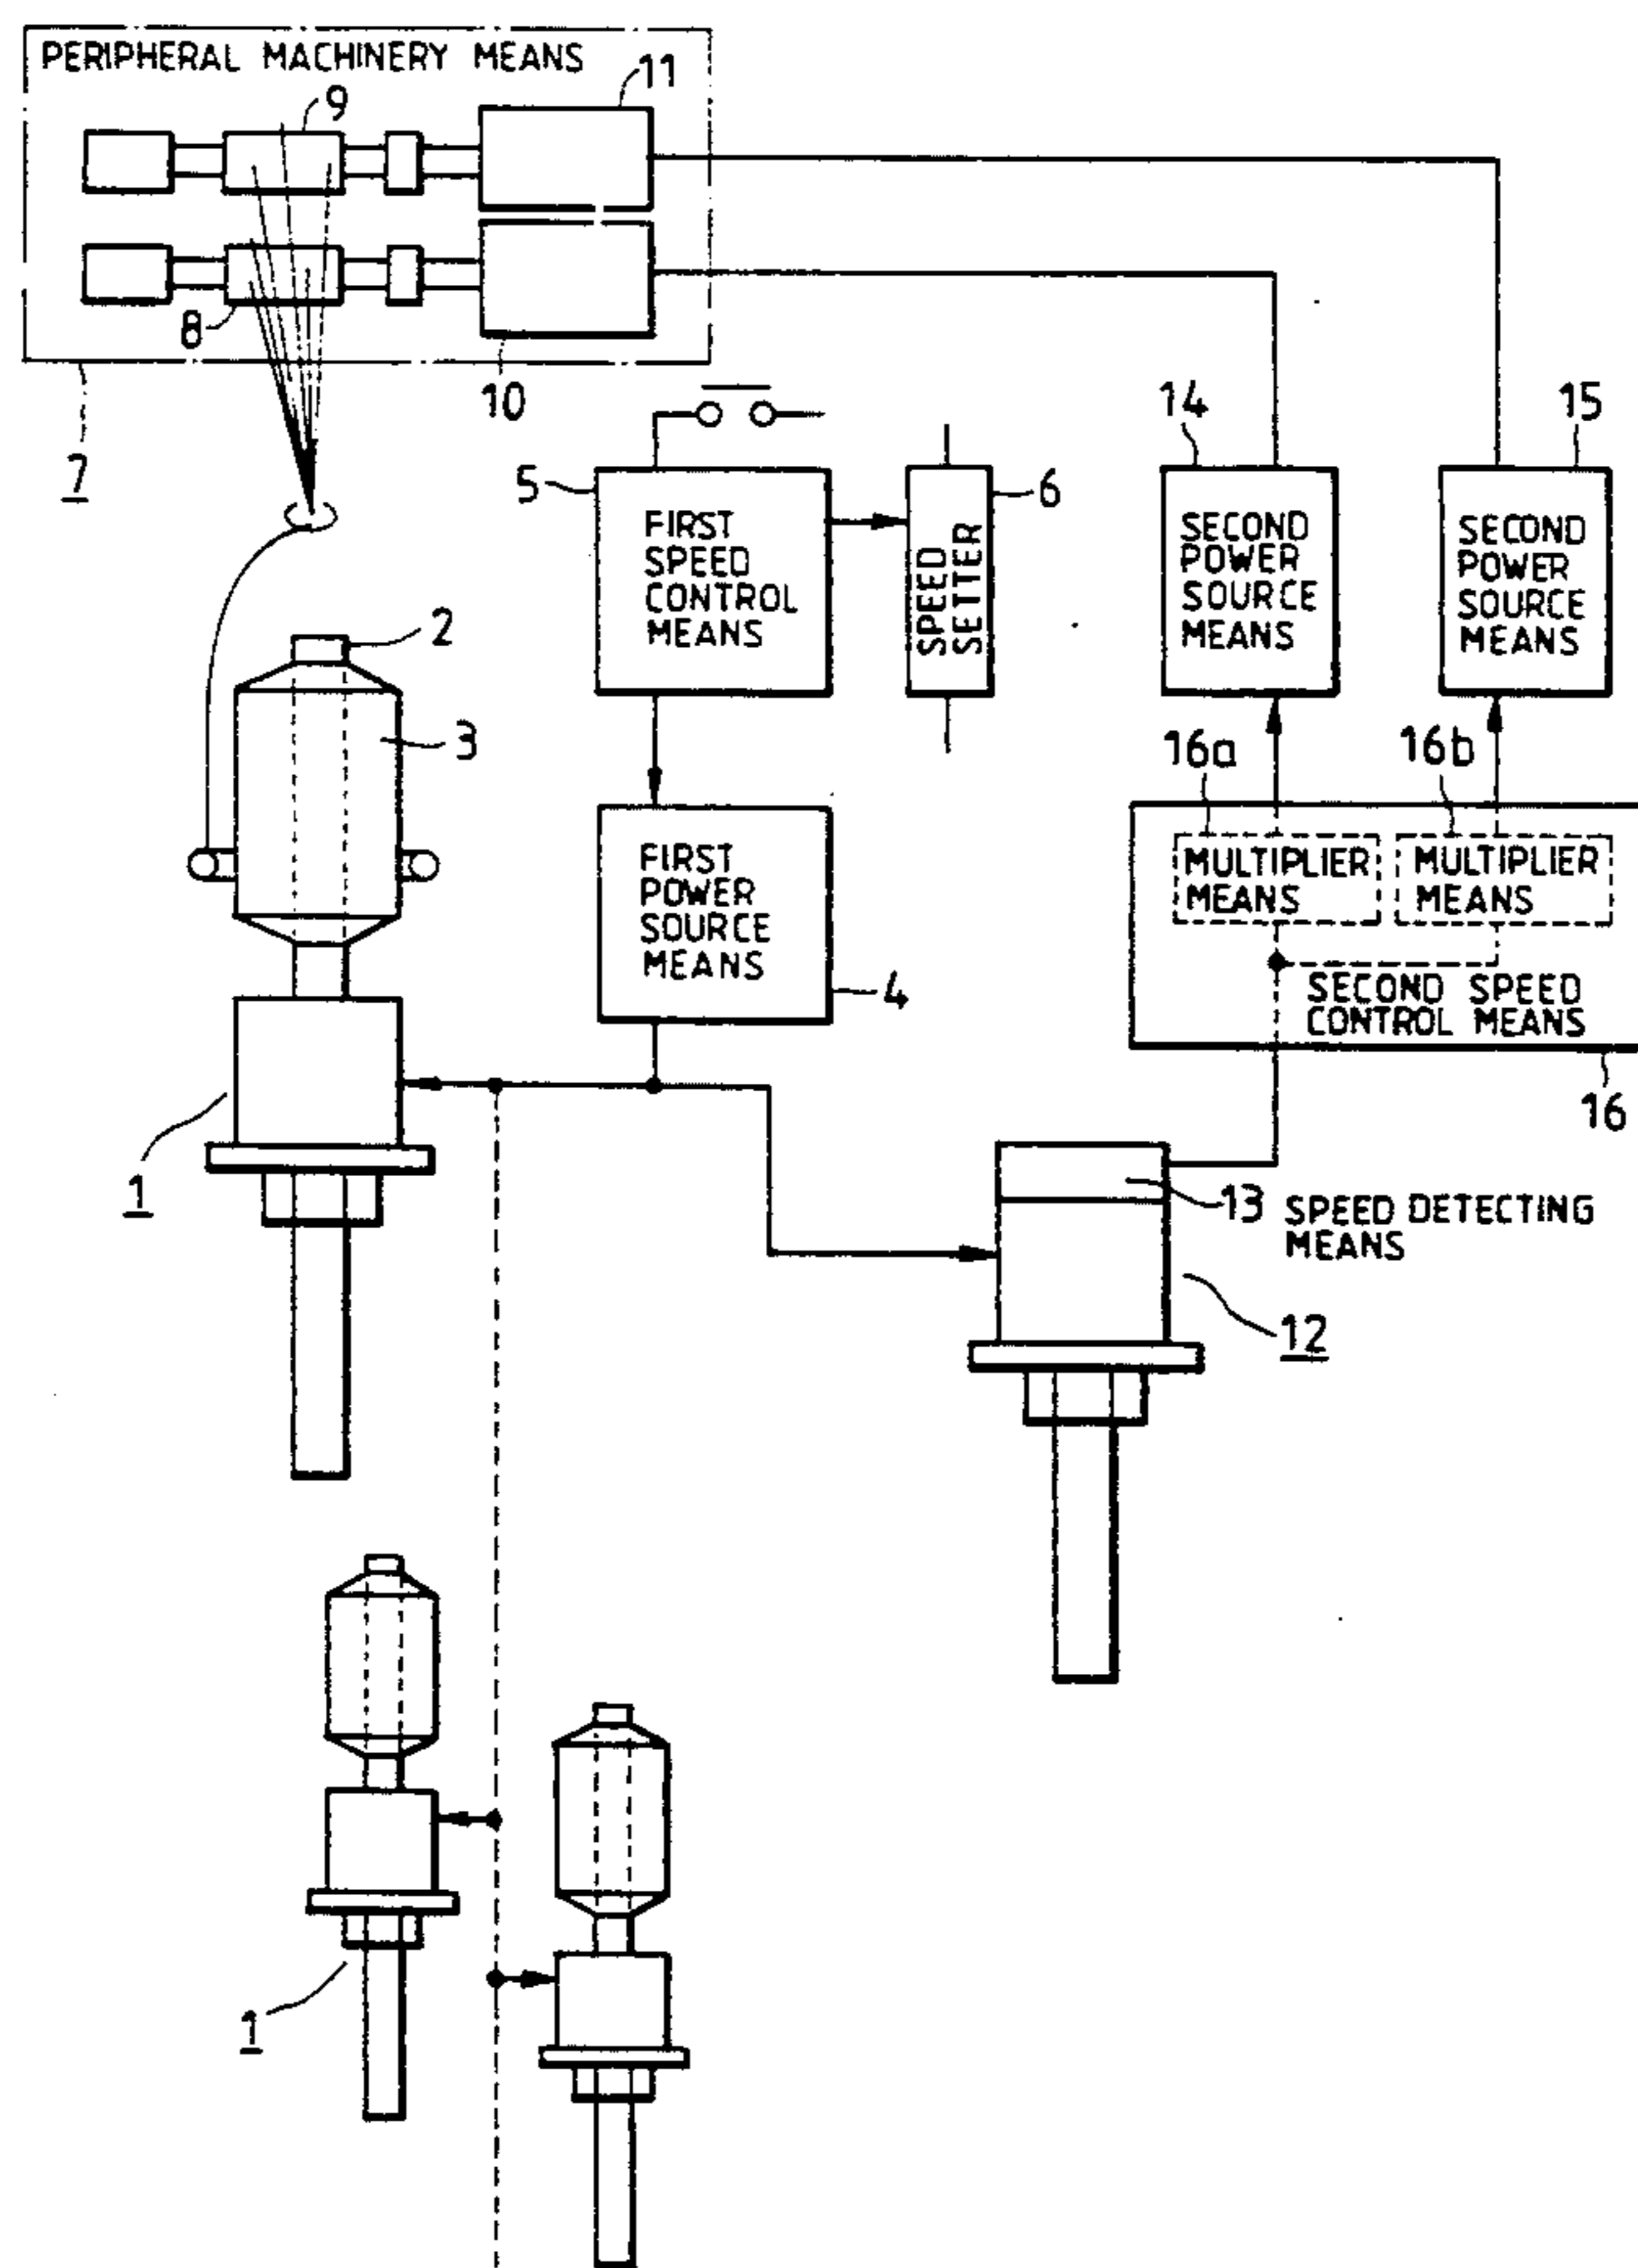 PERIPHERAL MACHINERY MEANS
11
9
8
10
7
14
15
5
6
FIRST
SPEED
CONTROL
MEANS
SPEED
SETTER
SECOND
POWER
SOURCE
MEANS
SECOND
POWER
SOURCE
MEANS
2
3
16a
16b
FIRST
POWER
SOURCE
MEANS
4
MULTIPLIER
MEANS
MULTIPLIER
MEANS
SECOND SPEED
CONTROL MEANS
16
1
13
SPEED DETECTING
MEANS
12
1